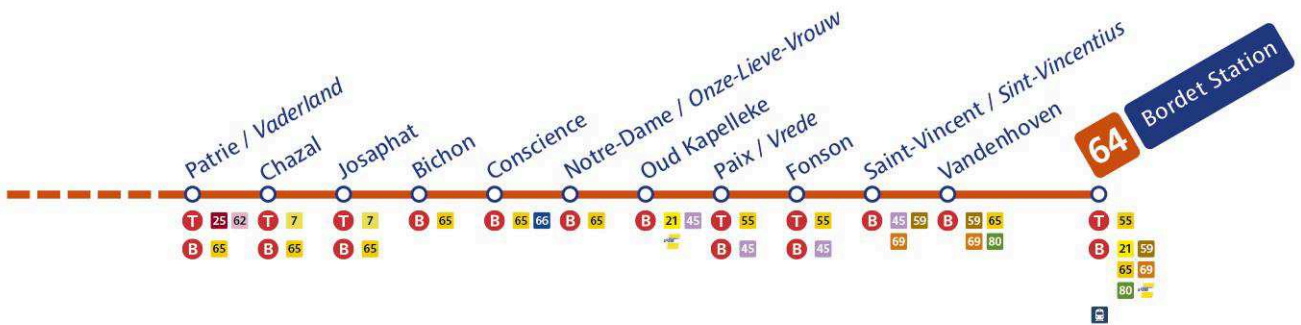 Patrie / Vaderland
Chazal
Josaphat
Bichon
Conscience
Notre-Dame / Onze-Lieve-Vrouw
Oud Kapelleke
Paix / Vrede
Fonson
Saint-Vincent / Sint-Vincentius
Vandenhoven
64 Bordet Station
T 25 62
B 65
T 7
B 65
T 7
B 65
B 65
B 65 66
B 65
B 21 45
T 55
B 45
T 55
B 45
B 45 59
69
B 59 65
69 80
T 55
B 21 59
65 69
80